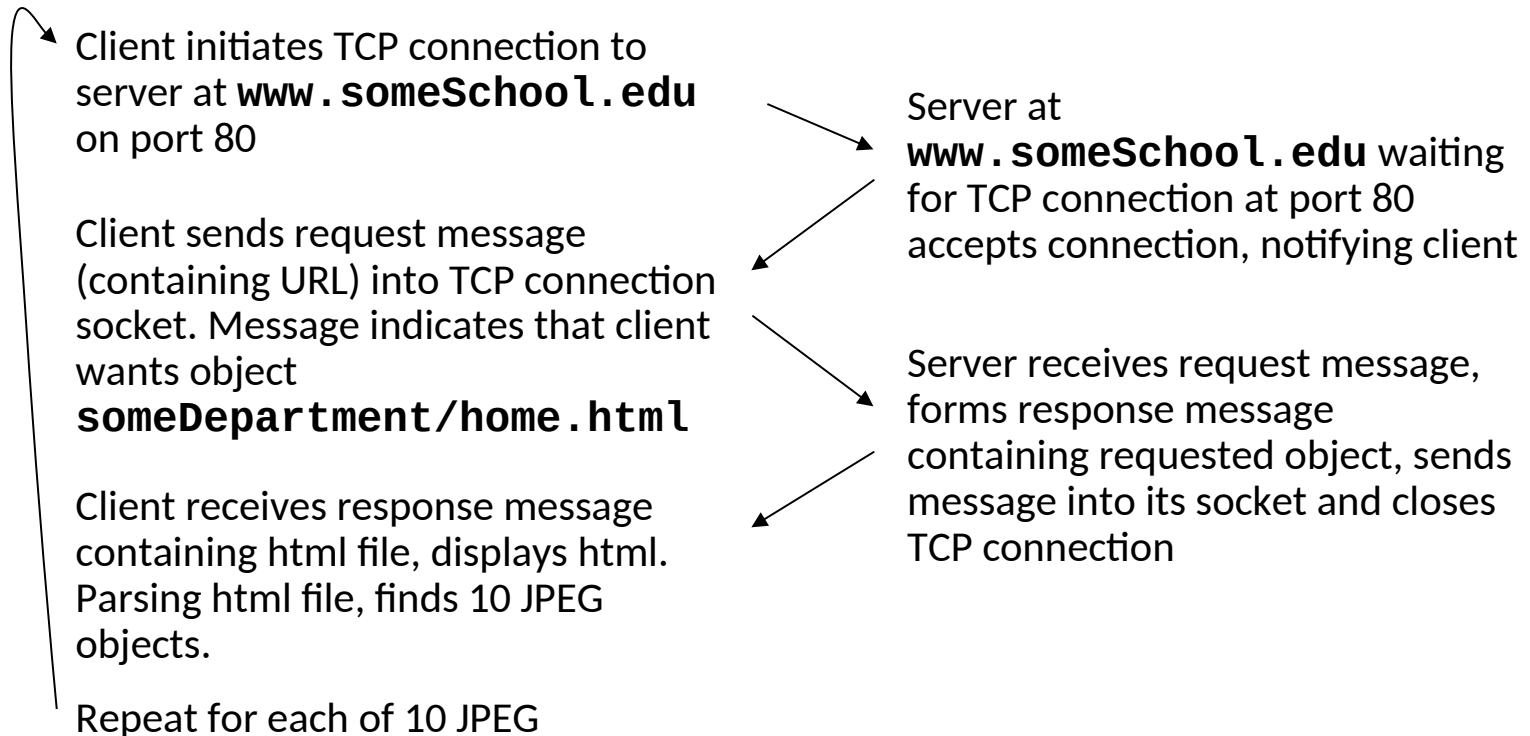 Client initiates TCP connection to
server at www.someSchool.edu
on port 80
Server at
www.someSchool.edu waiting
for TCP connection at port 80
accepts connection, notifying client
Client sends request message
(containing URL) into TCP connection
socket. Message indicates that client
wants object
someDepartment/home.html
Server receives request message,
forms response message
containing requested object, sends
message into its socket and closes
TCP connection
Client receives response message
containing html file, displays html.
Parsing html file, finds 10 JPEG
objects.
Repeat for each of 10 JPEG